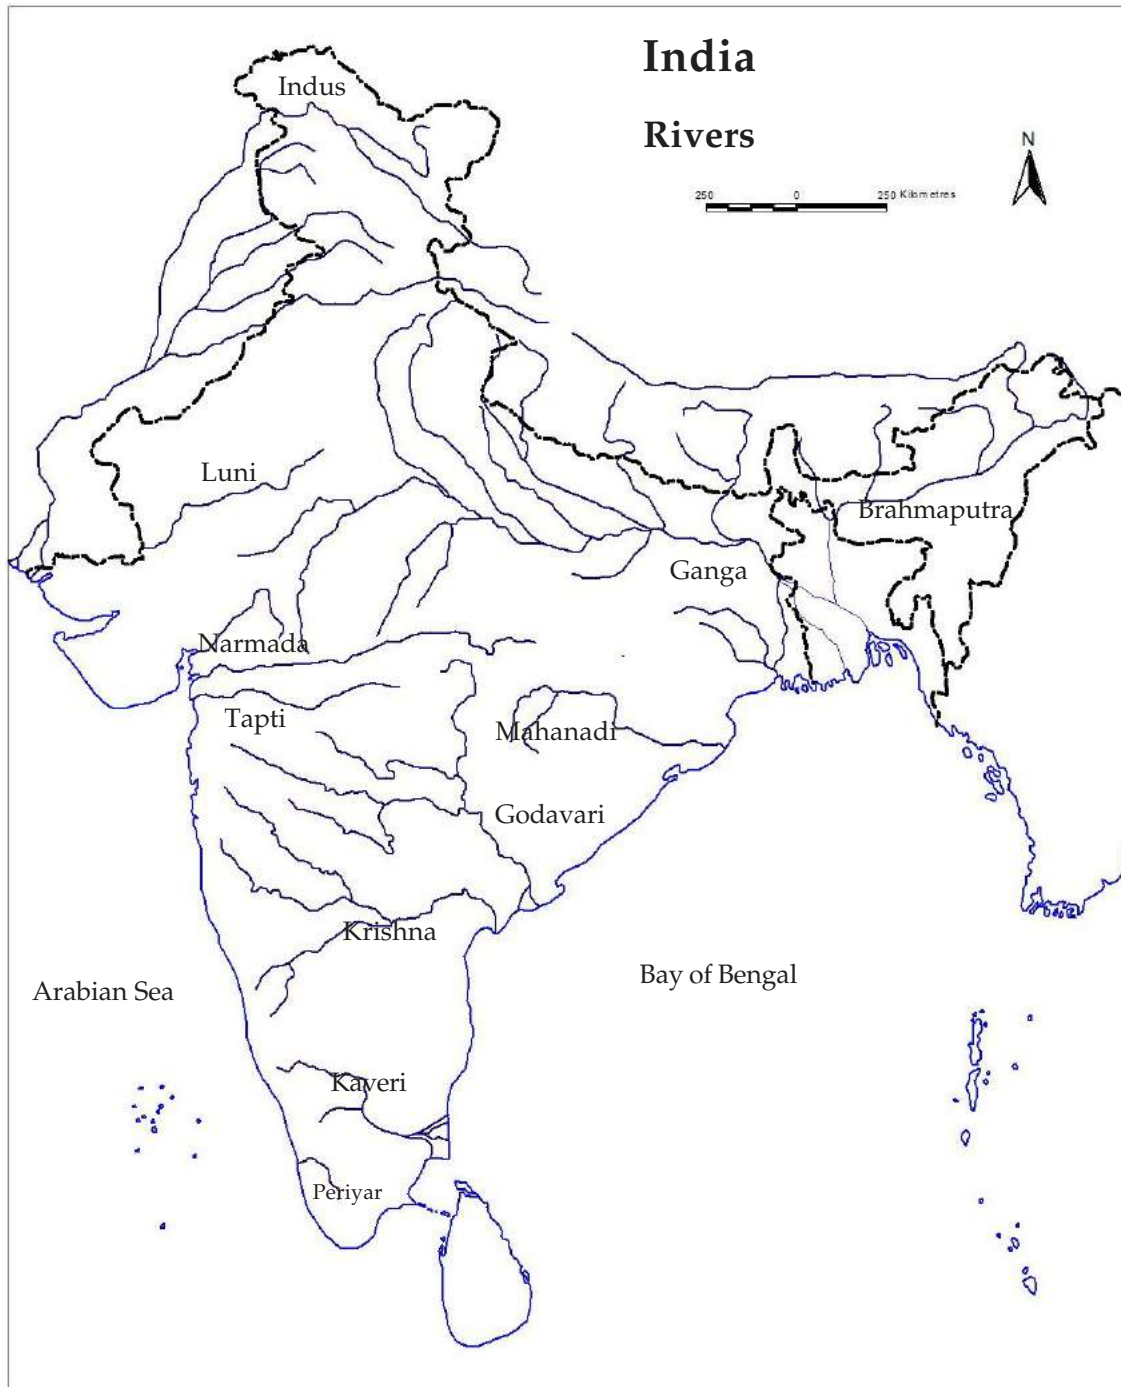 India
Indus
Rivers
N
250 0 250 Kilometres
Luni
Brahmaputra
Ganga
Narmada
Tapti
Mahanadi
Godavari
Krishna
Bay of Bengal
Arabian Sea
Kaveri
Periyar